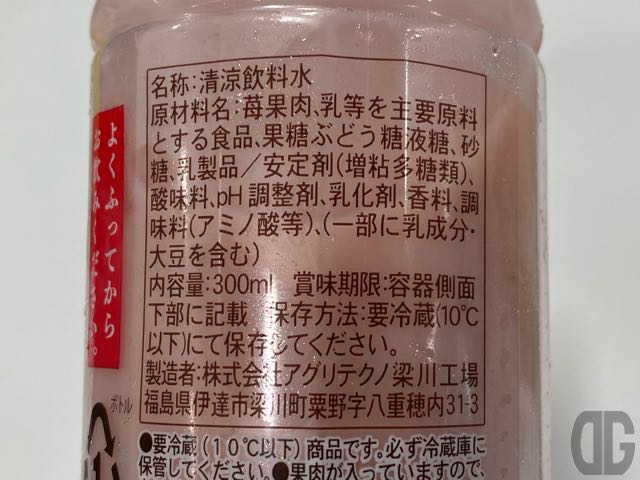 名称:清涼飲料水
原材料名:苺果肉、乳等を主要原料
とする食品、果糖ぶどう糖液糖、砂
糖、乳製品／安定剤(増粘多糖類)、
酸味料、pH調整剤、乳化剤、香料、調
味料(アミノ酸等)、(一部に乳成分・
大豆を含む)
内容量:300ml 賞味期限:容器側面
下部に記載 保存方法:要冷蔵(10℃
以下)にて保存してください。
製造者:株式会社アグリテクノ梁川工場
福島県伊達市梁川町粟野字八重穂内31-3
●要冷蔵(10℃以下)商品です。必ず冷蔵庫に
保管してください。●果肉が入っていますので、
よくふってから
お飲みください。
ボトル
1
DG